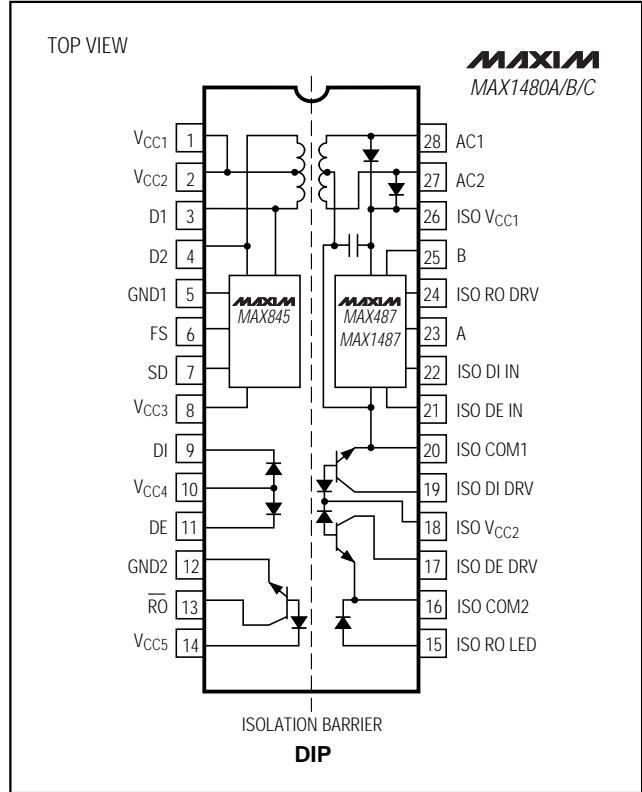 TOP VIEW
MAXIM
MAX1480A/B/C
VCC1 1
VCC2 2
D1 3
D2 4
GND1 5
FS 6
SD 7
VCC3 8
DI 9
VCC4 10
DE 11
GND2 12
R̅O̅ 13
VCC5 14
MAXIM
MAX845
MAXIM
MAX487
MAX1487
28 AC1
27 AC2
26 ISO VCC1
25 B
24 ISO RO DRV
23 A
22 ISO DI IN
21 ISO DE IN
20 ISO COM1
19 ISO DI DRV
18 ISO VCC2
17 ISO DE DRV
16 ISO COM2
15 ISO RO LED
ISOLATION BARRIER
DIP